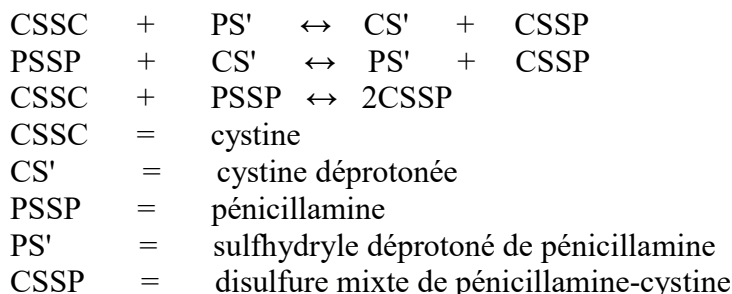 CSSC + PS' ↔ CS' + CSSP
PSSP + CS' ↔ PS' + CSSP
CSSC + PSSP ↔ 2CSSP
CSSC = cystine
CS' = cystine déprotonée
PSSP = pénicillamine
PS' = sulfhydryle déprotoné de pénicillamine
CSSP = disulfure mixte de pénicillamine-cystine